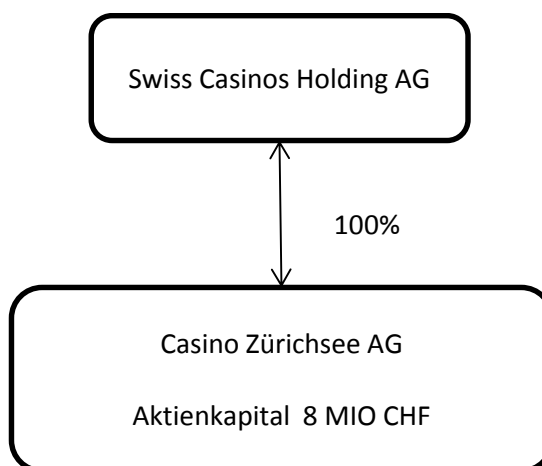 Swiss Casinos Holding AG
100%
Casino Zürichsee AG
Aktienkapital 8 MIO CHF